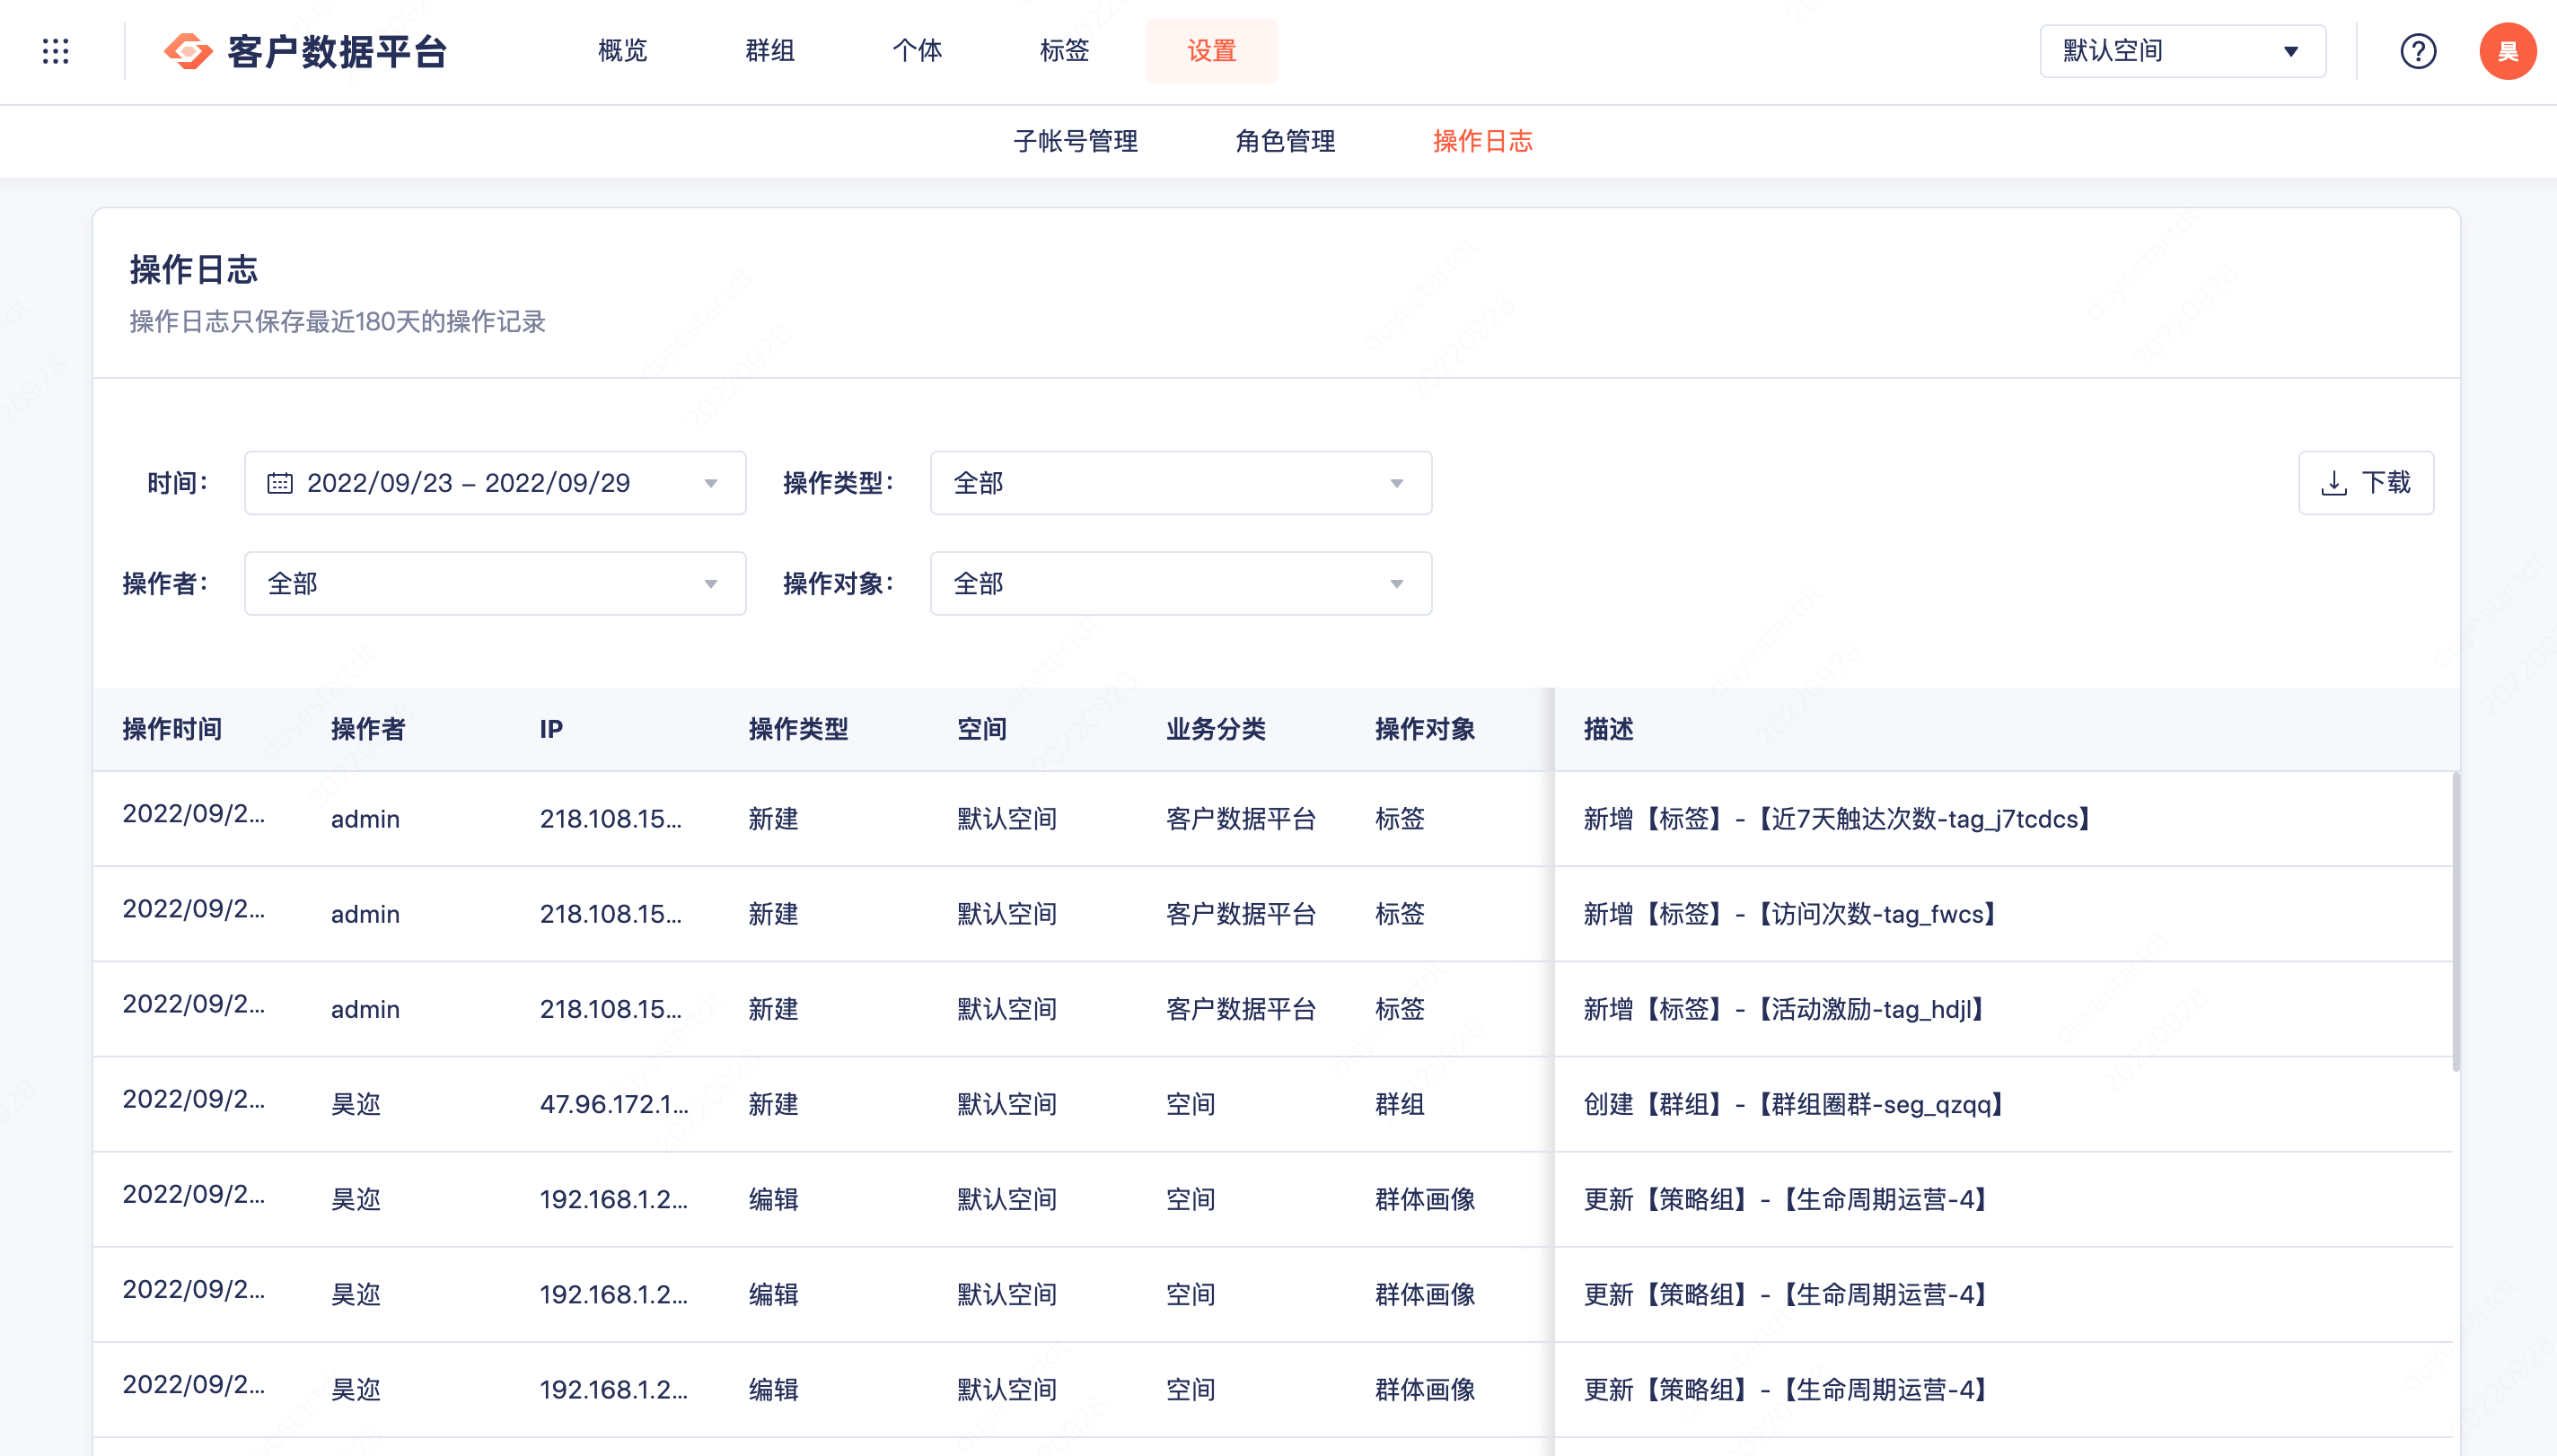 客户数据平台 概览 群组 个体 标签 设置 默认空间 昊
子帐号管理 角色管理 操作日志
操作日志
操作日志只保存最近180天的操作记录
时间： 2022/09/23 – 2022/09/29 操作类型： 全部 下载
操作者： 全部 操作对象： 全部
操作时间 操作者 IP 操作类型 空间 业务分类 操作对象 描述
2022/09/2... admin 218.108.15... 新建 默认空间 客户数据平台 标签 新增【标签】-【近7天触达次数-tag_j7tcdcs】
2022/09/2... admin 218.108.15... 新建 默认空间 客户数据平台 标签 新增【标签】-【访问次数-tag_fwcs】
2022/09/2... admin 218.108.15... 新建 默认空间 客户数据平台 标签 新增【标签】-【活动激励-tag_hdjl】
2022/09/2... 昊迩 47.96.172.1... 新建 默认空间 空间 群组 创建【群组】-【群组圈群-seg_qzqq】
2022/09/2... 昊迩 192.168.1.2... 编辑 默认空间 空间 群体画像 更新【策略组】-【生命周期运营-4】
2022/09/2... 昊迩 192.168.1.2... 编辑 默认空间 空间 群体画像 更新【策略组】-【生命周期运营-4】
2022/09/2... 昊迩 192.168.1.2... 编辑 默认空间 空间 群体画像 更新【策略组】-【生命周期运营-4】
duyestartdt
20220928